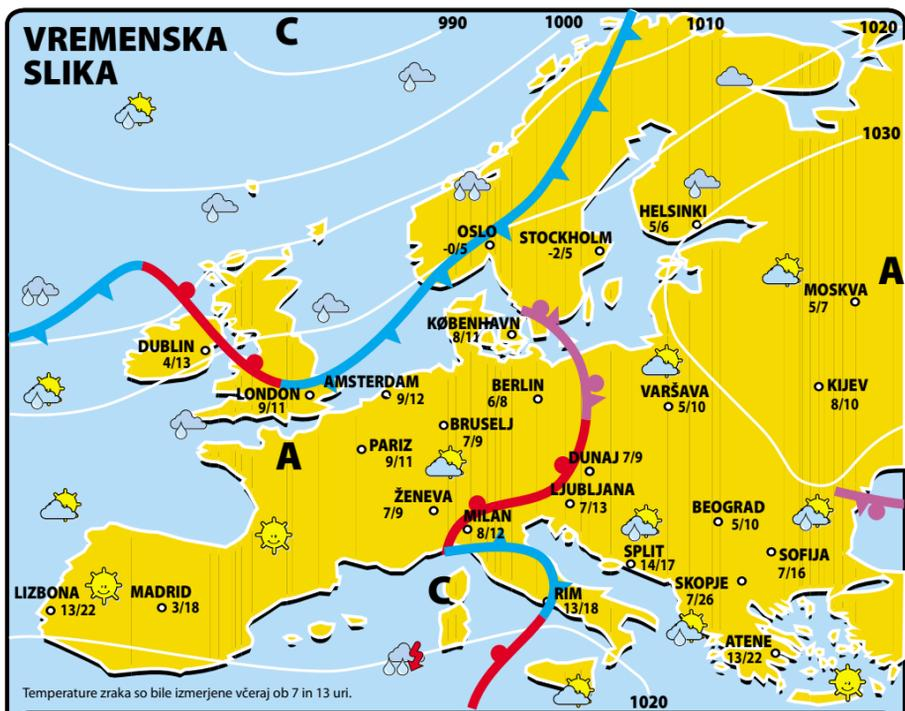 VREMENSKA
SLIKA
C
990
1000
1010
1020
1030
A
HELSINKI
5/6
OSLO
-0/5
STOCKHOLM
-2/5
MOSKVA
5/7
KØBENHAVN
8/11
DUBLIN
4/13
LONDON
9/11
AMSTERDAM
9/12
BERLIN
6/8
VARŠAVA
5/10
KIJEV
8/10
BRUSELJ
7/9
PARIZ
9/11
A
DUNAJ 7/9
ŽENEVA
7/9
LJUBLJANA
7/13
MILAN
8/12
BEOGRAD
5/10
SPLIT
14/17
SOFIJA
7/16
SKOPJE
7/26
C
LIZBONA
13/22
MADRID
3/18
RIM
13/18
ATENE
13/22
Temperature zraka so bile izmerjene včeraj ob 7 in 13 uri.
1020